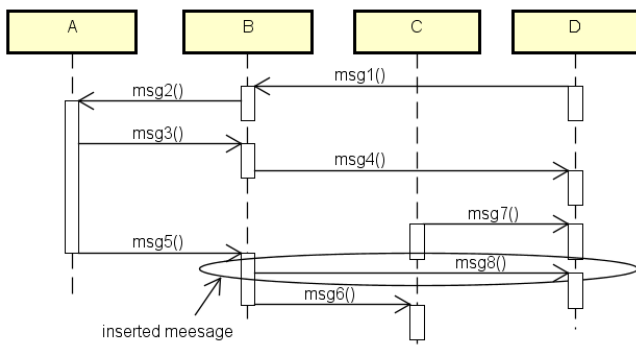 A B C D
msg1()
msg2()
msg3()
msg4()
msg7()
msg5()
msg8()
msg6()
inserted meesage